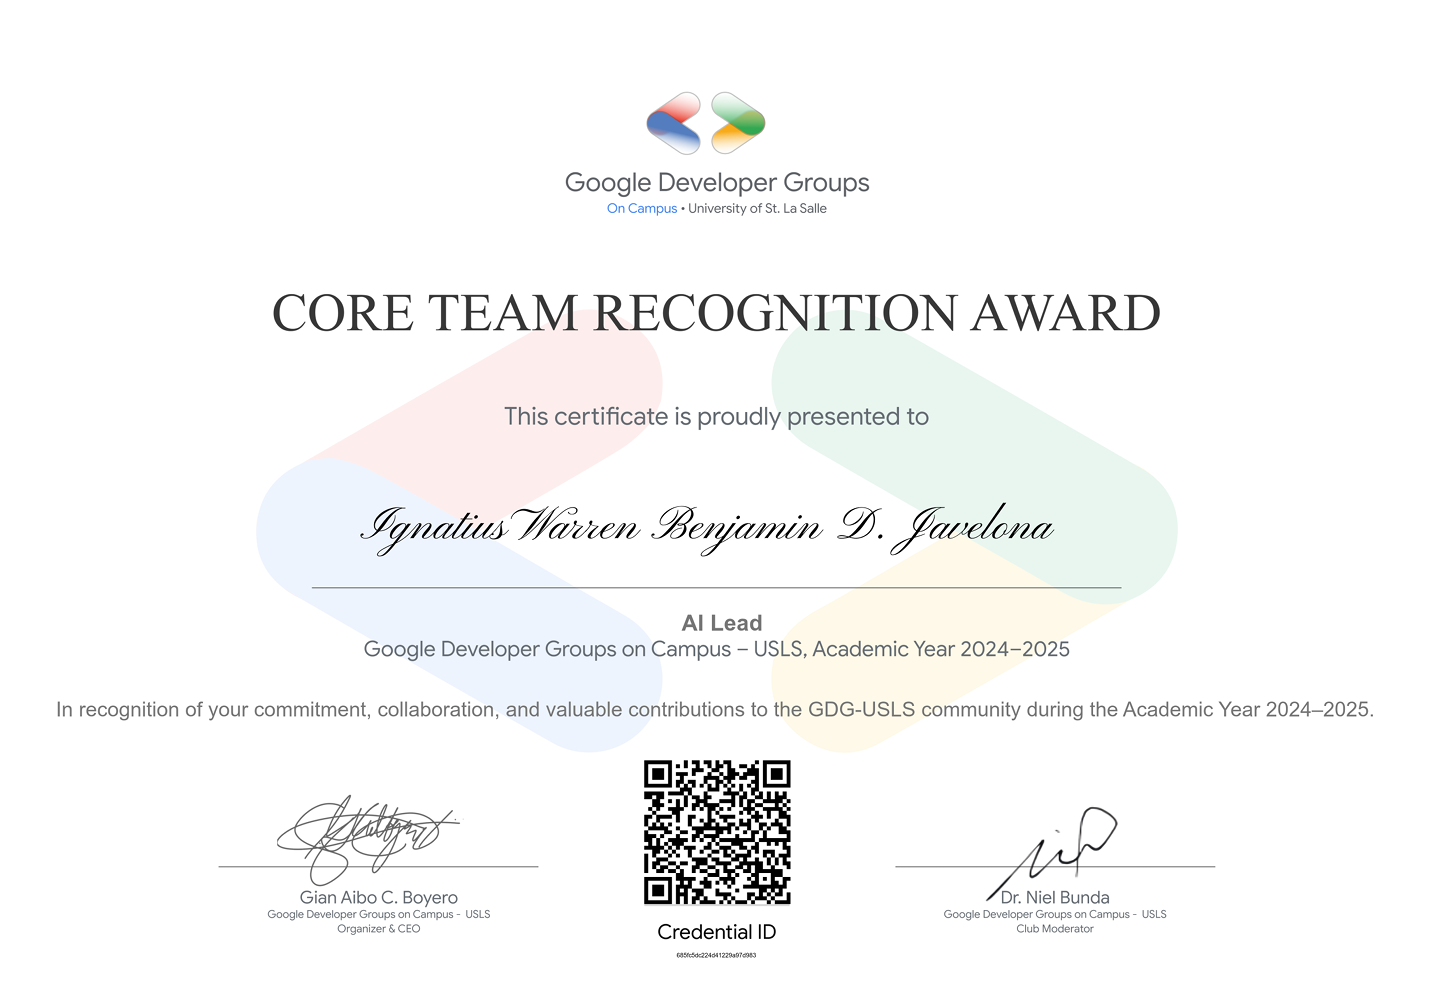 Google Developer Groups
On Campus • University of St. La Salle
CORE TEAM RECOGNITION AWARD
This certificate is proudly presented to
Ignatius Warren Benjamin D. Javelona
AI Lead
Google Developer Groups on Campus – USLS, Academic Year 2024–2025
In recognition of your commitment, collaboration, and valuable contributions to the GDG-USLS community during the Academic Year 2024–2025.
Gian Aibo C. Boyero
Google Developer Groups on Campus - USLS
Organizer & CEO
Credential ID
685fc5dc224d41229a97d983
Dr. Niel Bunda
Google Developer Groups on Campus - USLS
Club Moderator